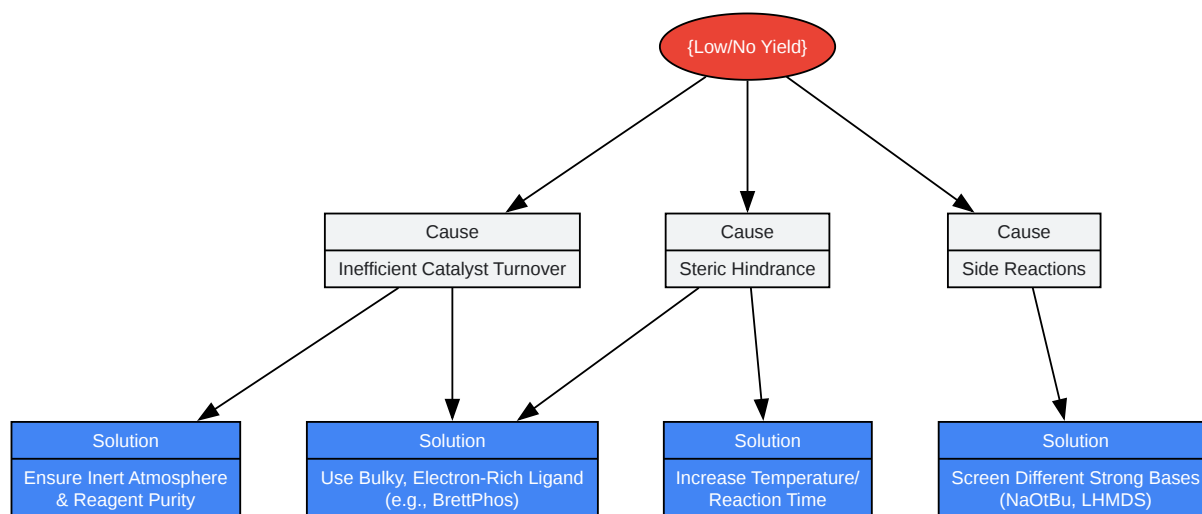 {Low/No Yield}
Cause
Inefficient Catalyst Turnover
Cause
Steric Hindrance
Cause
Side Reactions
Solution
Ensure Inert Atmosphere
& Reagent Purity
Solution
Use Bulky, Electron-Rich Ligand
(e.g., BrettPhos)
Solution
Increase Temperature/
Reaction Time
Solution
Screen Different Strong Bases
(NaOtBu, LHMDS)